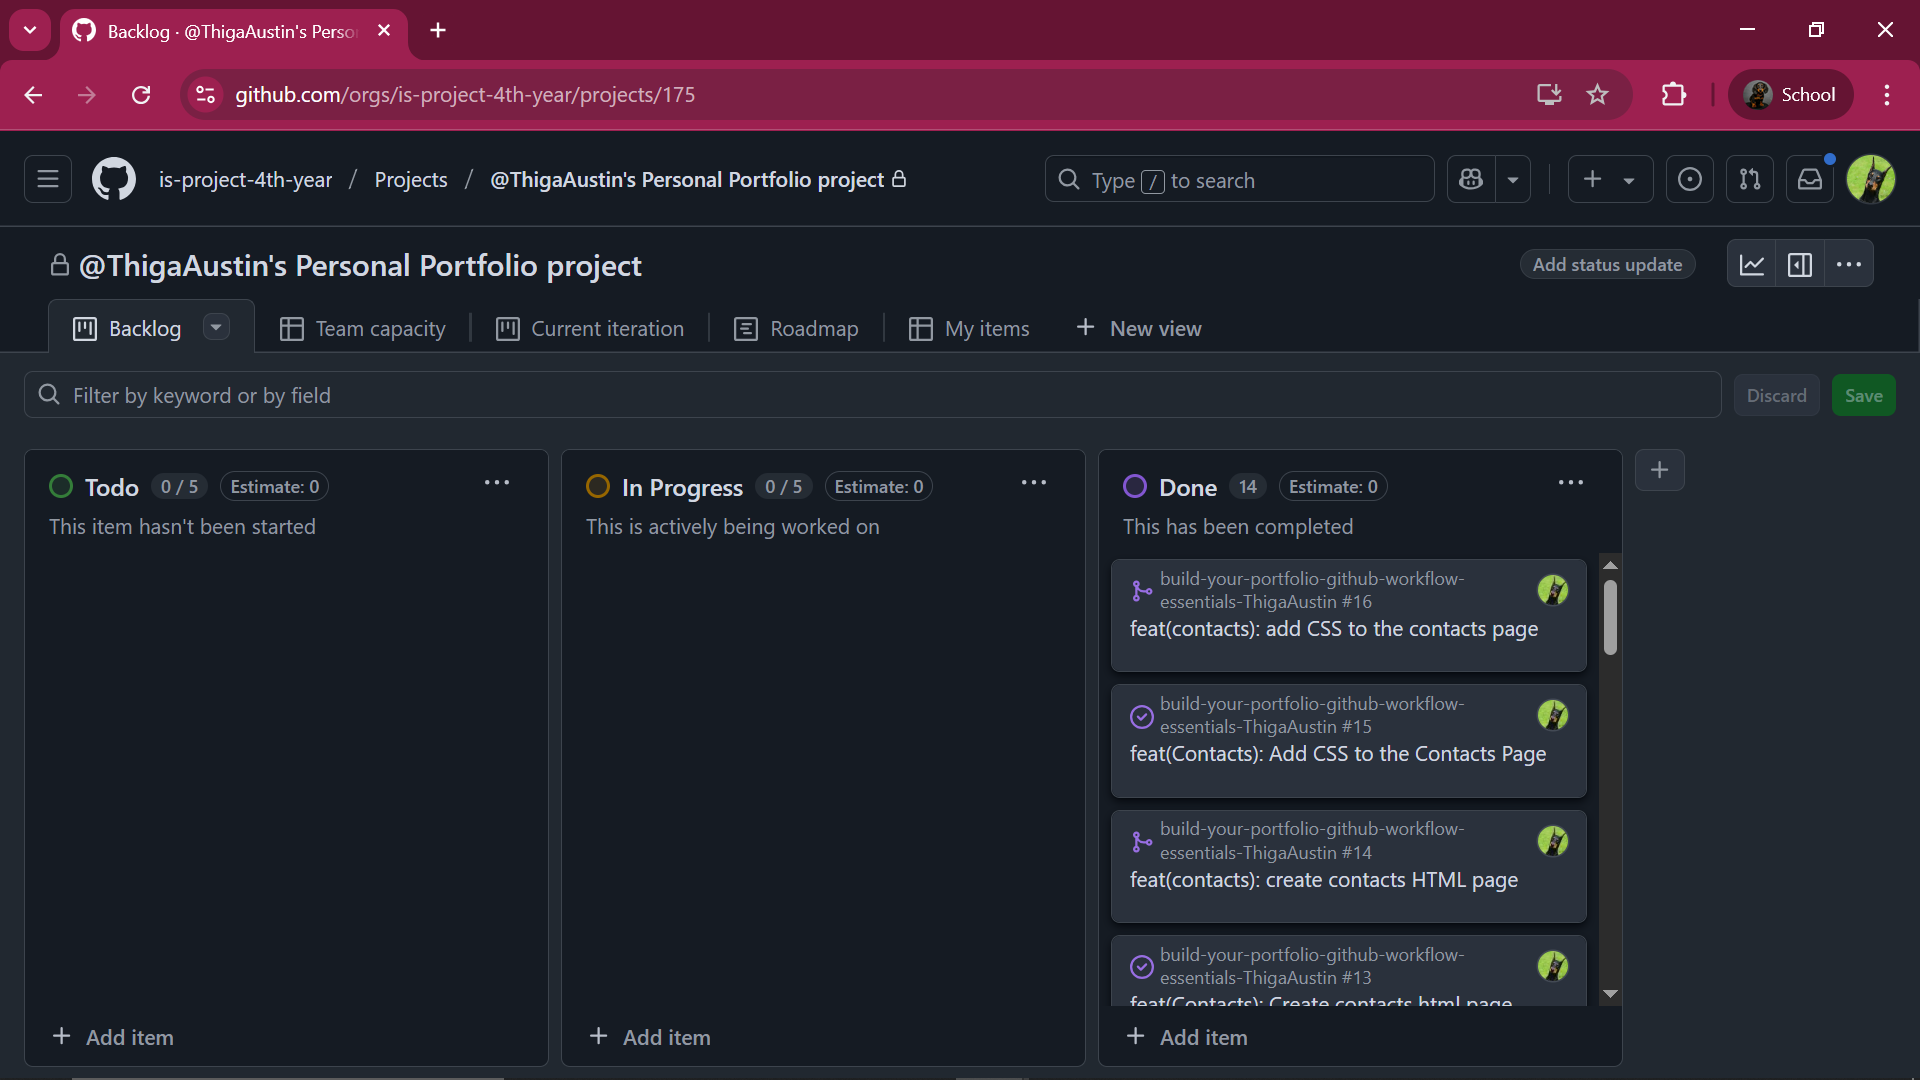 Backlog · @ThigaAustin's Perso
github.com/orgs/is-project-4th-year/projects/175
School
is-project-4th-year / Projects / @ThigaAustin's Personal Portfolio project
Type / to search
@ThigaAustin's Personal Portfolio project
Add status update
Backlog
Team capacity
Current iteration
Roadmap
My items
New view
Filter by keyword or by field
Discard
Save
Todo 0 / 5 Estimate: 0
This item hasn't been started
Add item
In Progress 0 / 5 Estimate: 0
This is actively being worked on
Add item
Done 14 Estimate: 0
This has been completed
build-your-portfolio-github-workflow-
essentials-ThigaAustin #16
feat(contacts): add CSS to the contacts page
build-your-portfolio-github-workflow-
essentials-ThigaAustin #15
feat(Contacts): Add CSS to the Contacts Page
build-your-portfolio-github-workflow-
essentials-ThigaAustin #14
feat(contacts): create contacts HTML page
build-your-portfolio-github-workflow-
essentials-ThigaAustin #13
feat(Contacts): Create contacts html page
Add item